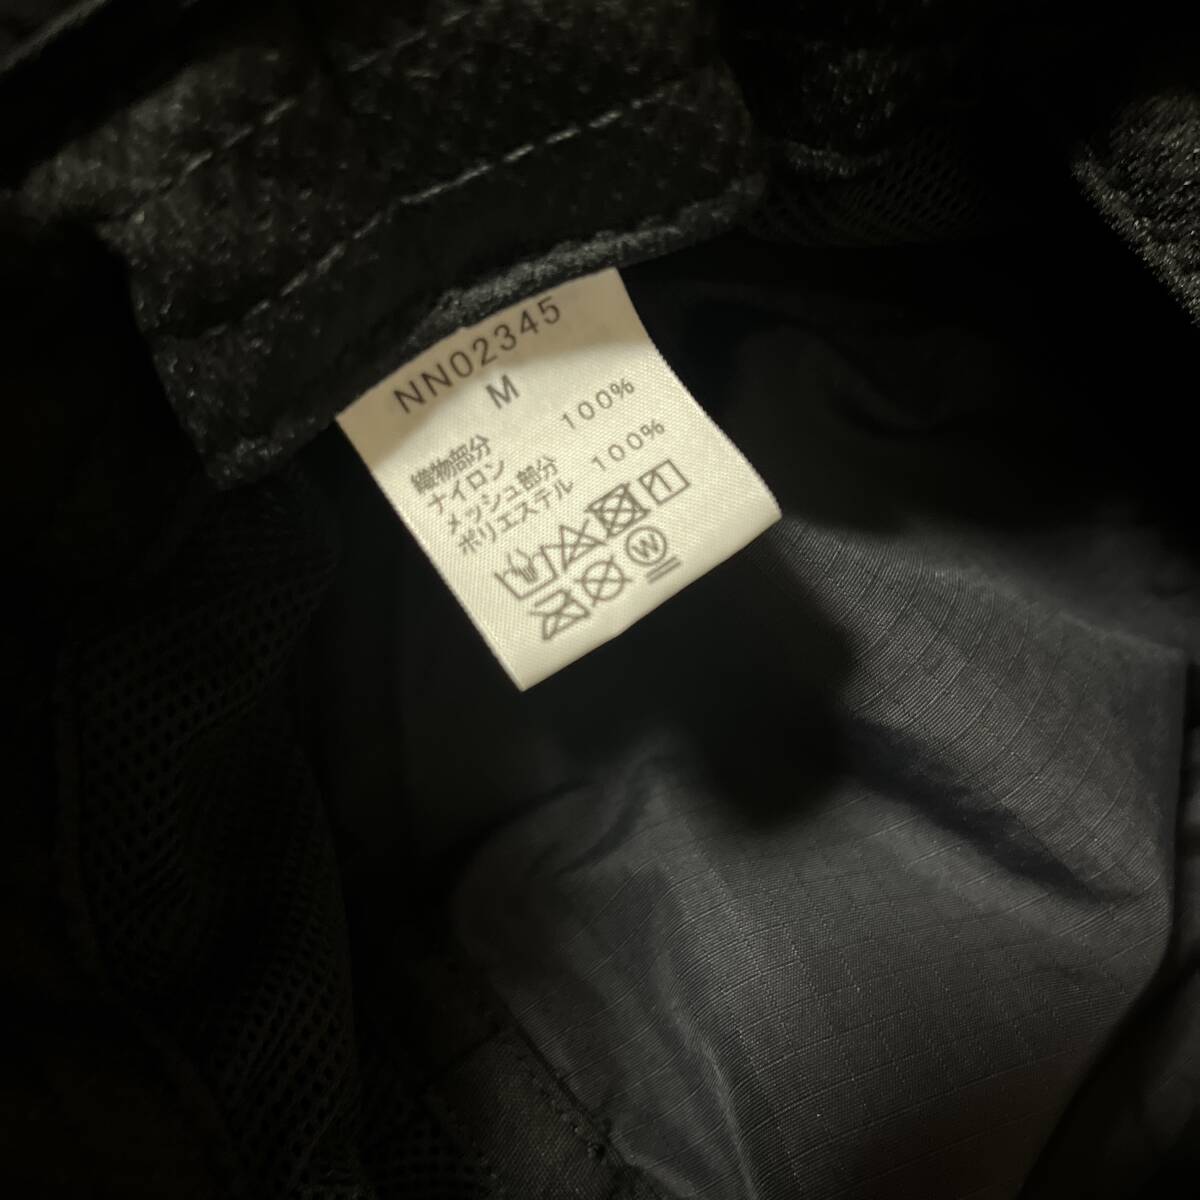 NN02345
M
織物部分
ナイロン 100%
メッシュ部分
ポリエステル 100%
W